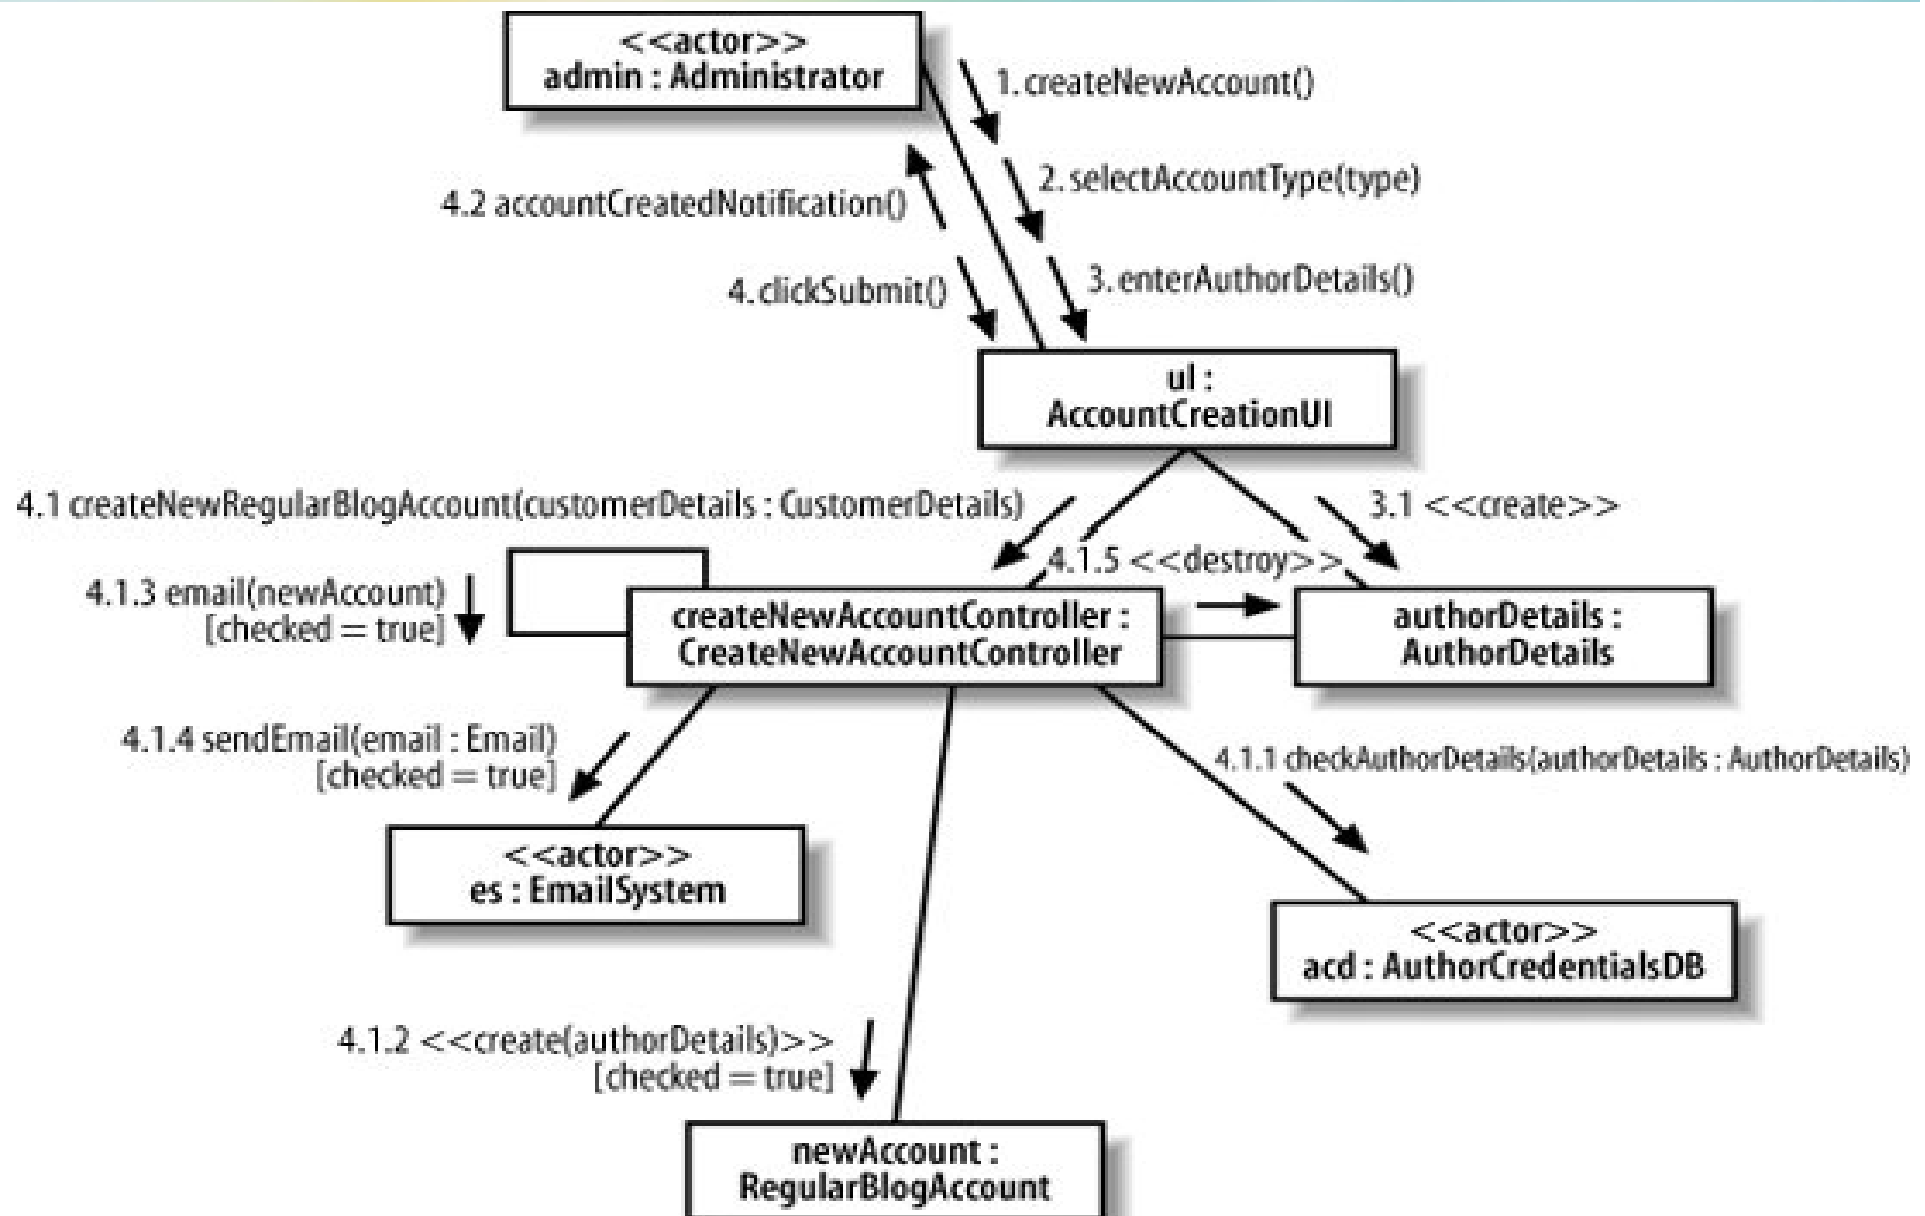 <<actor>>
admin : Administrator
1. createNewAccount()
2. selectAccountType(type)
4.2 accountCreatedNotification()
3. enterAuthorDetails()
4. clickSubmit()
uI :
AccountCreationUI
4.1 createNewRegularBlogAccount(customerDetails : CustomerDetails)
3.1 <<create>>
4.1.5 <<destroy>>
4.1.3 email(newAccount)
[checked = true]
createNewAccountController :
CreateNewAccountController
authorDetails :
AuthorDetails
4.1.4 sendEmail(email : Email)
[checked = true]
4.1.1 checkAuthorDetails(authorDetails : AuthorDetails)
<<actor>>
es : EmailSystem
<<actor>>
acd : AuthorCredentialsDB
4.1.2 <<create(authorDetails)>>
[checked = true]
newAccount :
RegularBlogAccount